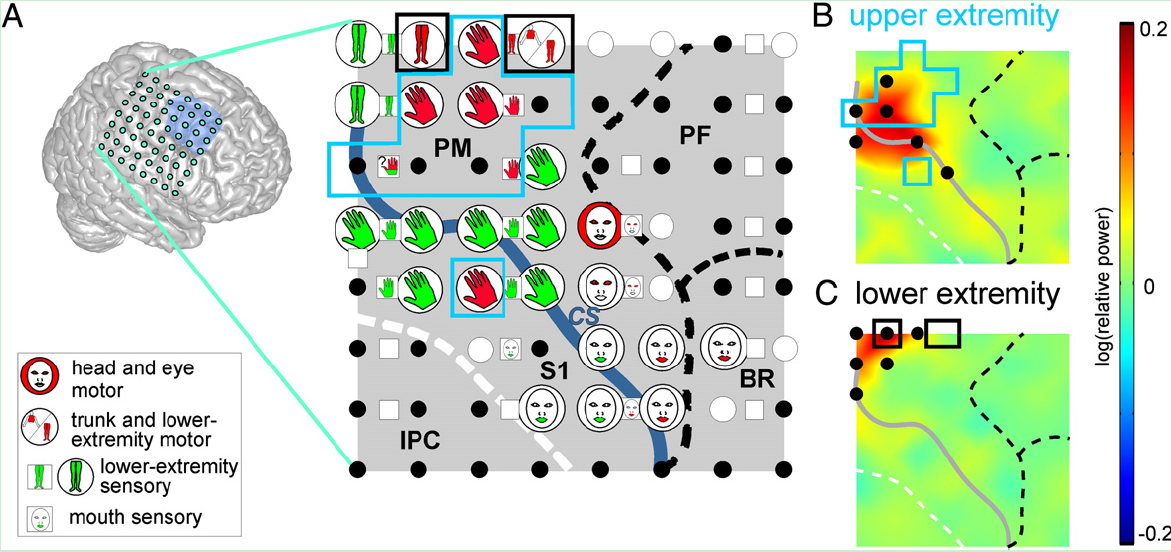 A
PM
PF
?
CS
S1
BR
IPC
head and eye
motor
trunk and lower-
extremity motor
lower-extremity
sensory
mouth sensory
B
upper extremity
C
lower extremity
0.2
0
-0.2
log(relative power)